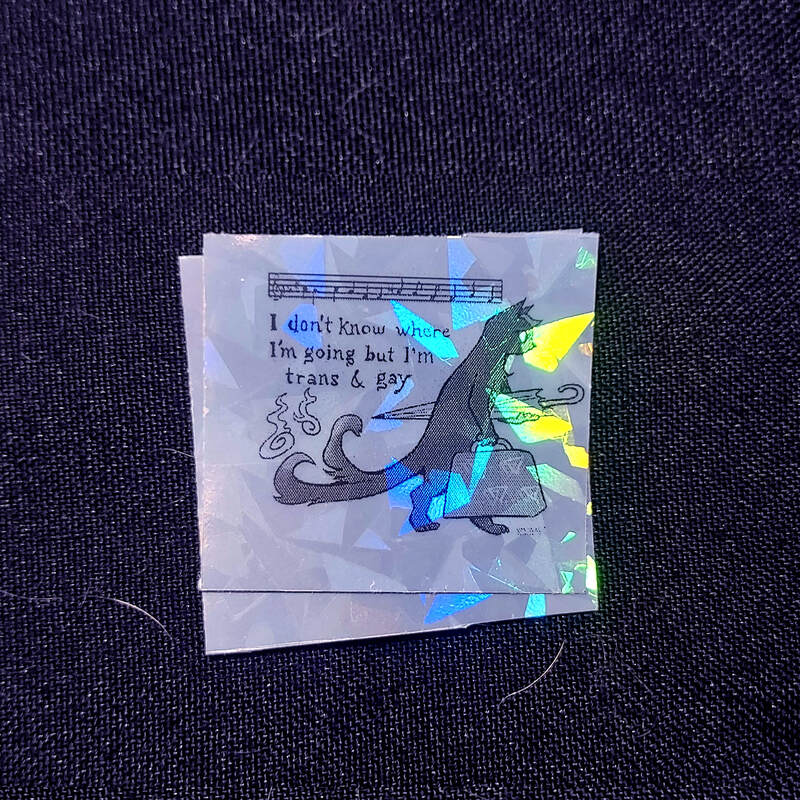 I don't know where
I'm going but I'm
trans & gay